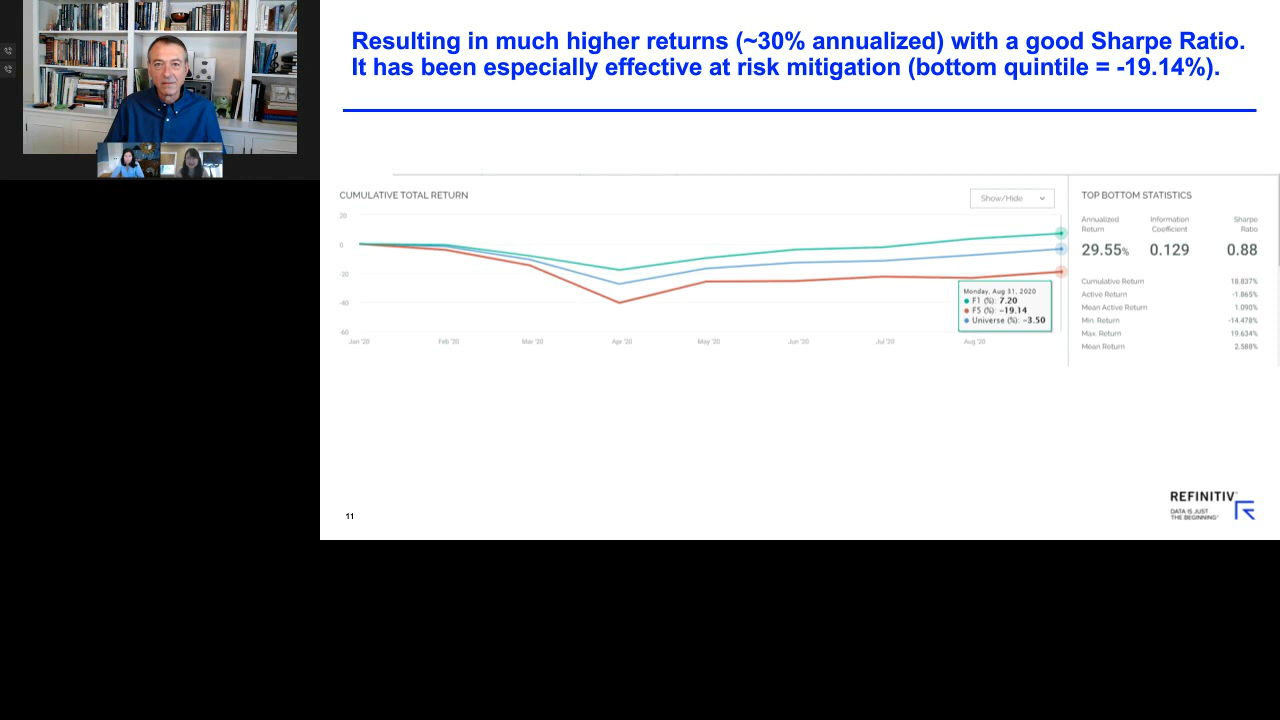 Resulting in much higher returns (~30% annualized) with a good Sharpe Ratio.
It has been especially effective at risk mitigation (bottom quintile = -19.14%).
CUMULATIVE TOTAL RETURN
Show/Hide
20
0
-20
-40
-60
Jan '20
Feb '20
Mar '20
Apr '20
May '20
Jun '20
Jul '20
Aug '20
Monday, Aug 31, 2020
F1 (%): 7.20
F5 (%): -19.14
Universe (%): -3.50
TOP BOTTOM STATISTICS
Annualized Return
Information Coefficient
Sharpe Ratio
29.55% 0.129 0.88
Cumulative Return 18.837%
Active Return -1.865%
Mean Active Return 1.090%
Min. Return -14.478%
Max. Return 19.634%
Mean Return 2.588%
11
REFINITIV
DATA IS JUST
THE BEGINNING